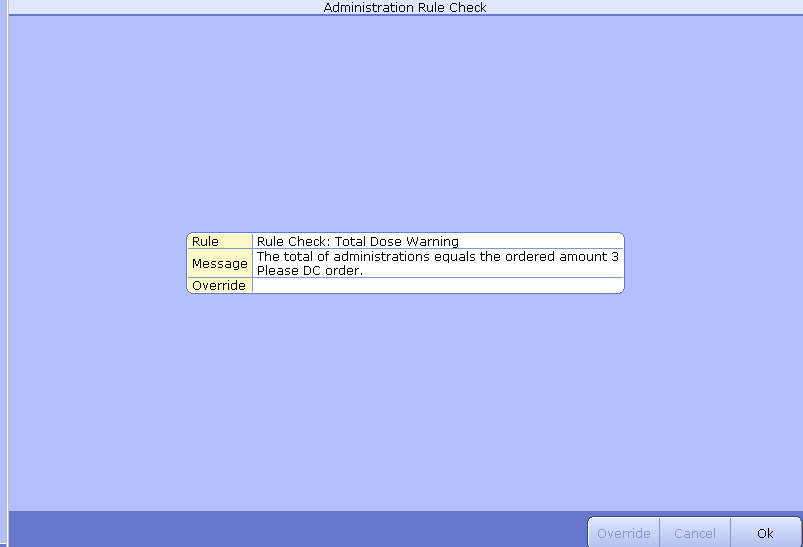 Administration Rule Check
Rule Rule Check: Total Dose Warning
Message The total of administrations equals the ordered amount 3
Please DC order.
Override
Override Cancel Ok